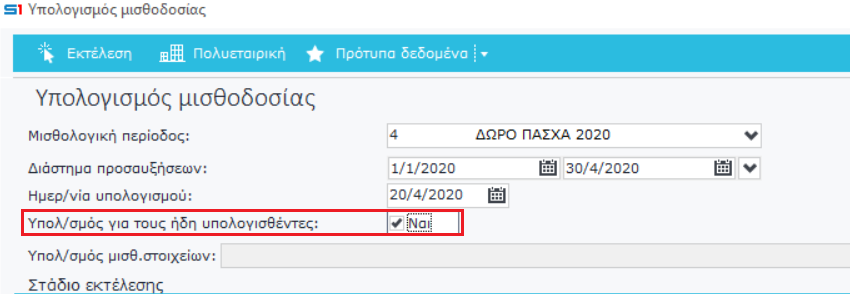 S1 Υπολογισμός μισθοδοσίας
Εκτέλεση Πολυεταιρική Πρότυπα δεδομένα
Υπολογισμός μισθοδοσίας
Μισθολογική περίοδος: 4 ΔΩΡΟ ΠΑΣΧΑ 2020
Διάστημα προσαυξήσεων: 1/1/2020 30/4/2020
Ημερ/νία υπολογισμού: 20/4/2020
Υπολ/σμός για τους ήδη υπολογισθέντες: Ναι
Υπολ/σμός μισθ.στοιχείων:
Στάδιο εκτέλεσης